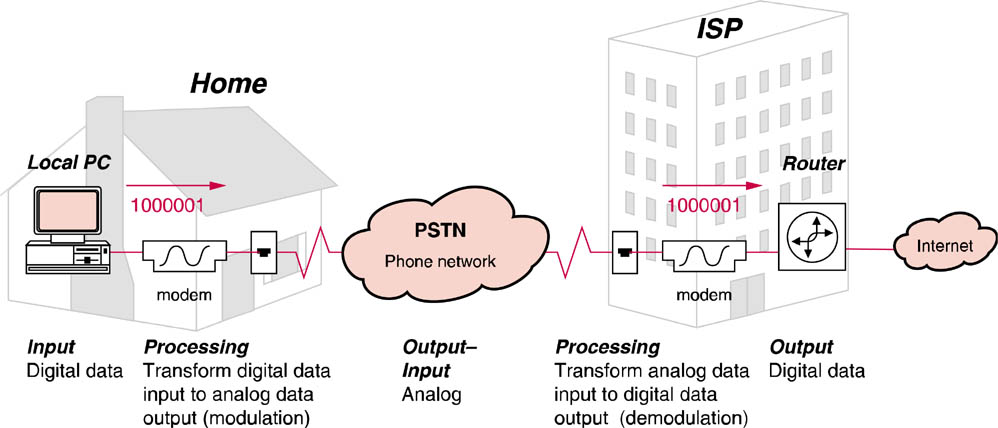 ISP
Home
Local PC
Router
1000001
1000001
PSTN
Phone network
Internet
modem
modem
Input
Digital data
Processing
Transform digital data
input to analog data
output (modulation)
Output–
Input
Analog
Processing
Transform analog data
input to digital data
output (demodulation)
Output
Digital data